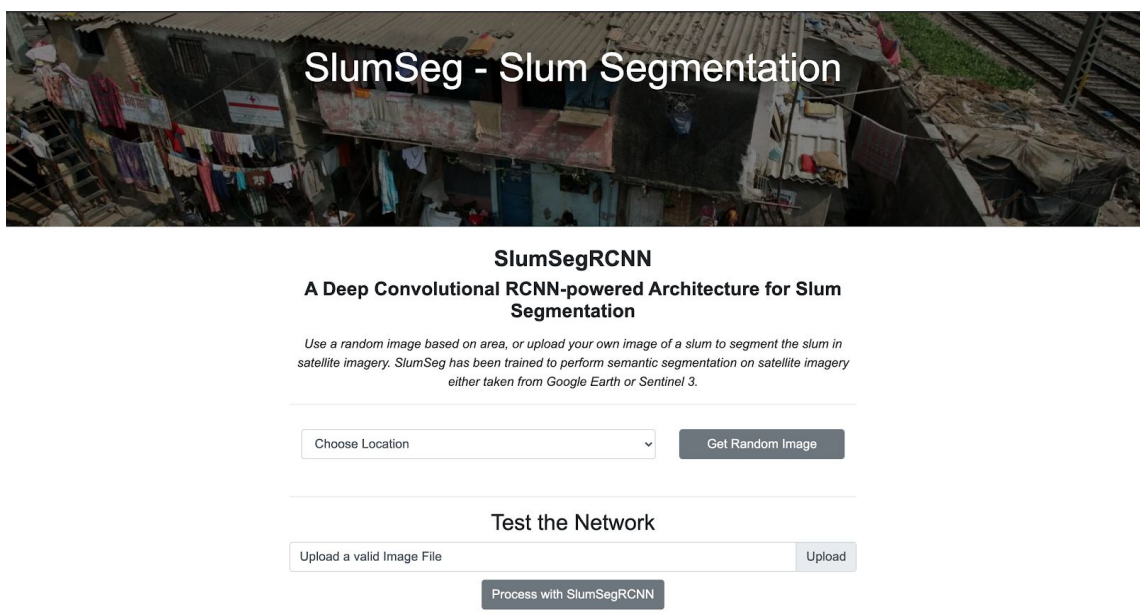 SlumSeg - Slum Segmentation
SlumSegRCNN
A Deep Convolutional RCNN-powered Architecture for Slum
Segmentation
Use a random image based on area, or upload your own image of a slum to segment the slum in
satellite imagery. SlumSeg has been trained to perform semantic segmentation on satellite imagery
either taken from Google Earth or Sentinel 3.
Choose Location
Get Random Image
Test the Network
Upload a valid Image File
Upload
Process with SlumSegRCNN